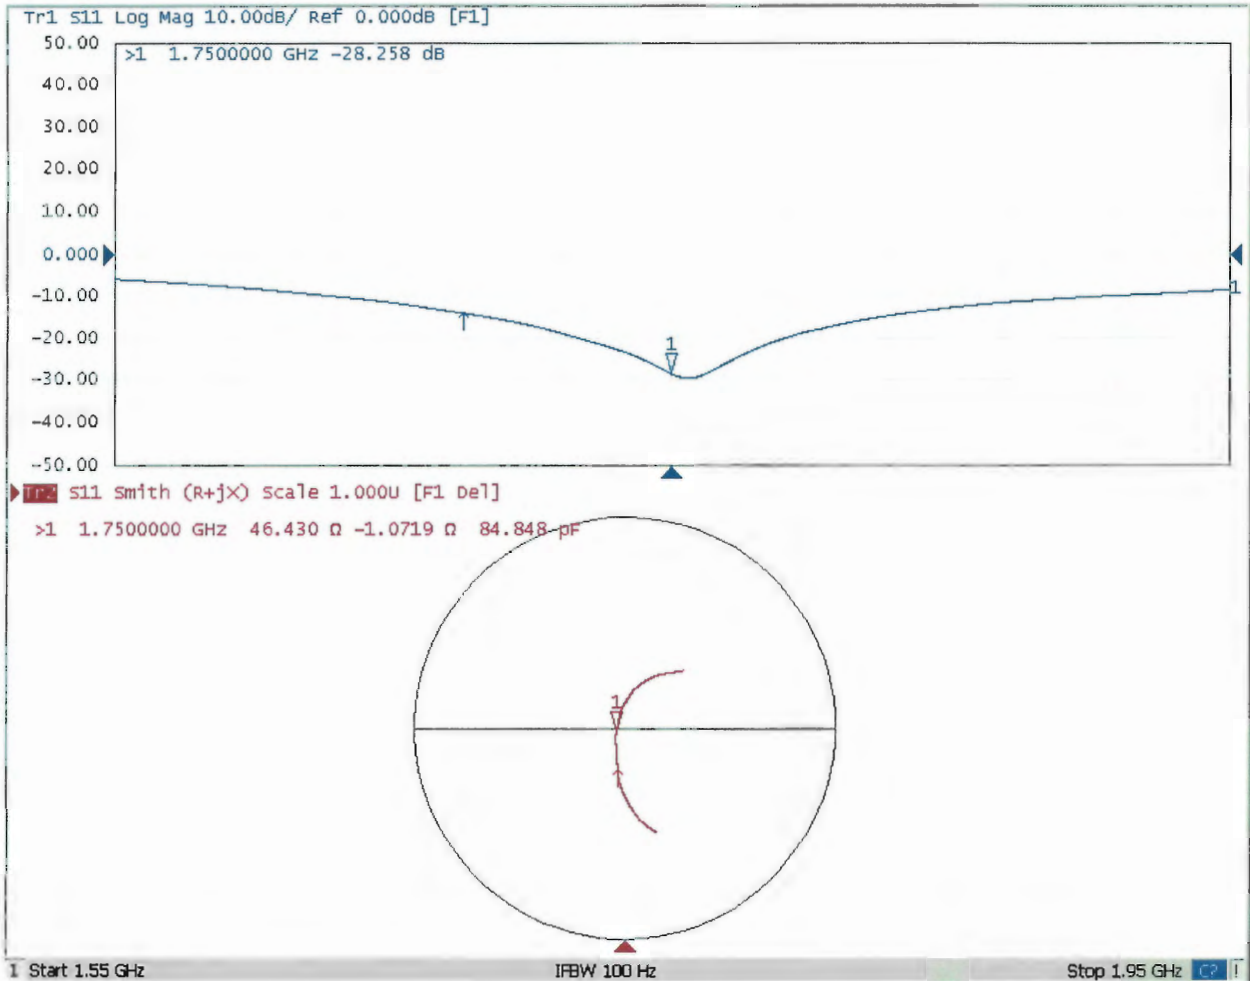 Tr1 S11 Log Mag 10.00dB/ Ref 0.000dB [F1]
50.00
>1 1.7500000 GHz -28.258 dB
40.00
30.00
20.00
10.00
0.000
-10.00
1
-20.00
1
-30.00
-40.00
-50.00
Tr2 S11 Smith (R+jX) Scale 1.000U [F1 Del]
>1 1.7500000 GHz 46.430 Ω -1.0719 Ω 84.848 pF
1
1 Start 1.55 GHz IFBW 100 Hz Stop 1.95 GHz C? !